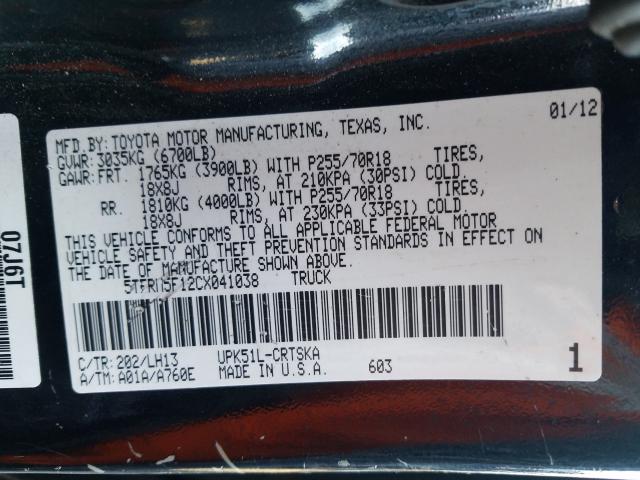 01/12
MFD.BY:TOYOTA MOTOR MANUFACTURING, TEXAS, INC.
GVWR:3035KG (6700LB)
GAWR:FRT. 1765KG (3900LB) WITH P255/70R18 TIRES,
18X8J RIMS, AT 210KPA (30PSI) COLD.
RR. 1810KG (4000LB) WITH P255/70R18 TIRES,
18X8J RIMS, AT 230KPA (33PSI) COLD.
THIS VEHICLE CONFORMS TO ALL APPLICABLE FEDERAL MOTOR
VEHICLE SAFETY AND THEFT PREVENTION STANDARDS IN EFFECT ON
THE DATE OF MANUFACTURE SHOWN ABOVE.
5TFRM5F12CX041038 TRUCK
C/TR:202/LH13 UPK51L-CRTSKA
A/TM:A01A/A760E MADE IN U.S.A. 603 1
07J6T